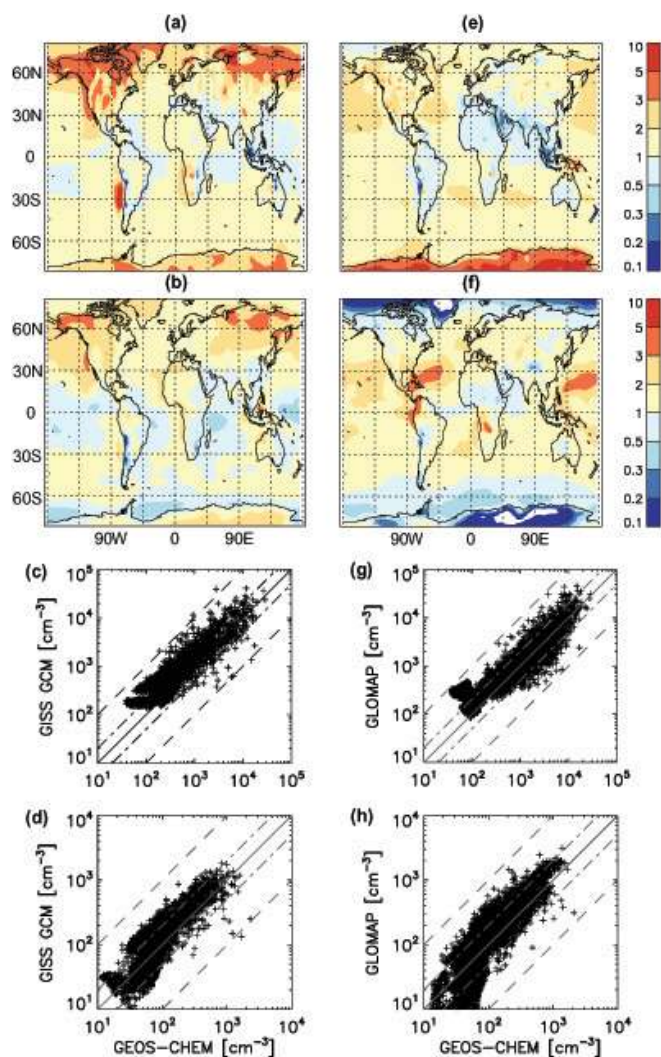 (a) (e)
60N
30N
0
30S
60S
10
5
3
2
1
0.5
0.3
0.2
0.1
(b) (f)
60N
30N
0
30S
60S
90W 0 90E 90W 0 90E
10
5
3
2
1
0.5
0.3
0.2
0.1
(c) (g)
GISS GCM [cm⁻³]
10⁵
10⁴
10³
10²
10¹
10¹ 10² 10³ 10⁴ 10⁵
GLOMAP [cm⁻³]
10⁵
10⁴
10³
10²
10¹
10¹ 10² 10³ 10⁴ 10⁵
(d) (h)
GISS GCM [cm⁻³]
10⁴
10³
10²
10¹
10¹ 10² 10³ 10⁴
GEOS-CHEM [cm⁻³]
GLOMAP [cm⁻³]
10⁴
10³
10²
10¹
10¹ 10² 10³ 10⁴
GEOS-CHEM [cm⁻³]